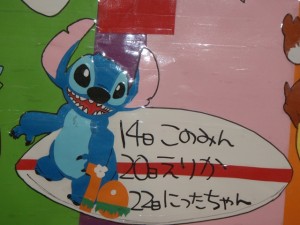 14日 このみん
20日 えりか
22日 にったちゃん